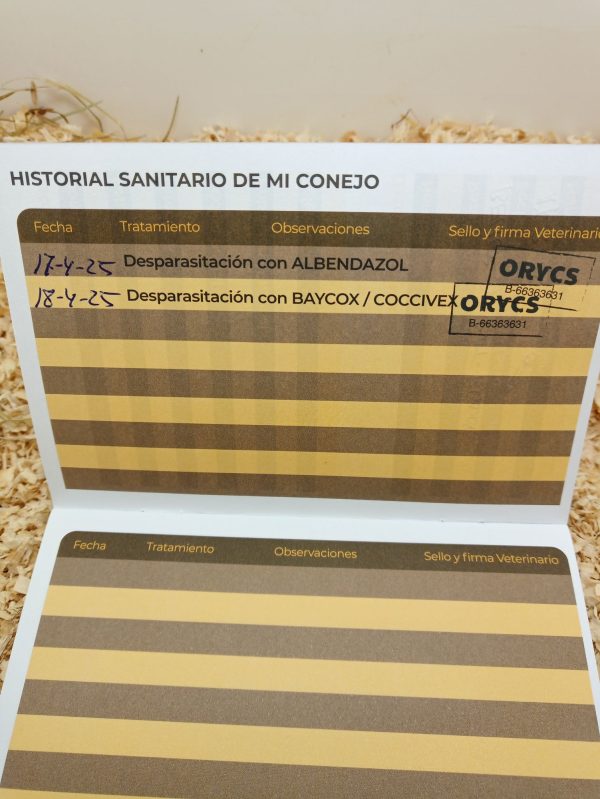 HISTORIAL SANITARIO DE MI CONEJO
Fecha Tratamiento Observaciones Sello y firma Veterinario
17-4-25 Desparasitación con ALBENDAZOL ORYCS
B-66363631
18-4-25 Desparasitación con BAYCOX / COCCIVEX ORYCS
B-66363631
Fecha Tratamiento Observaciones Sello y firma Veterinario